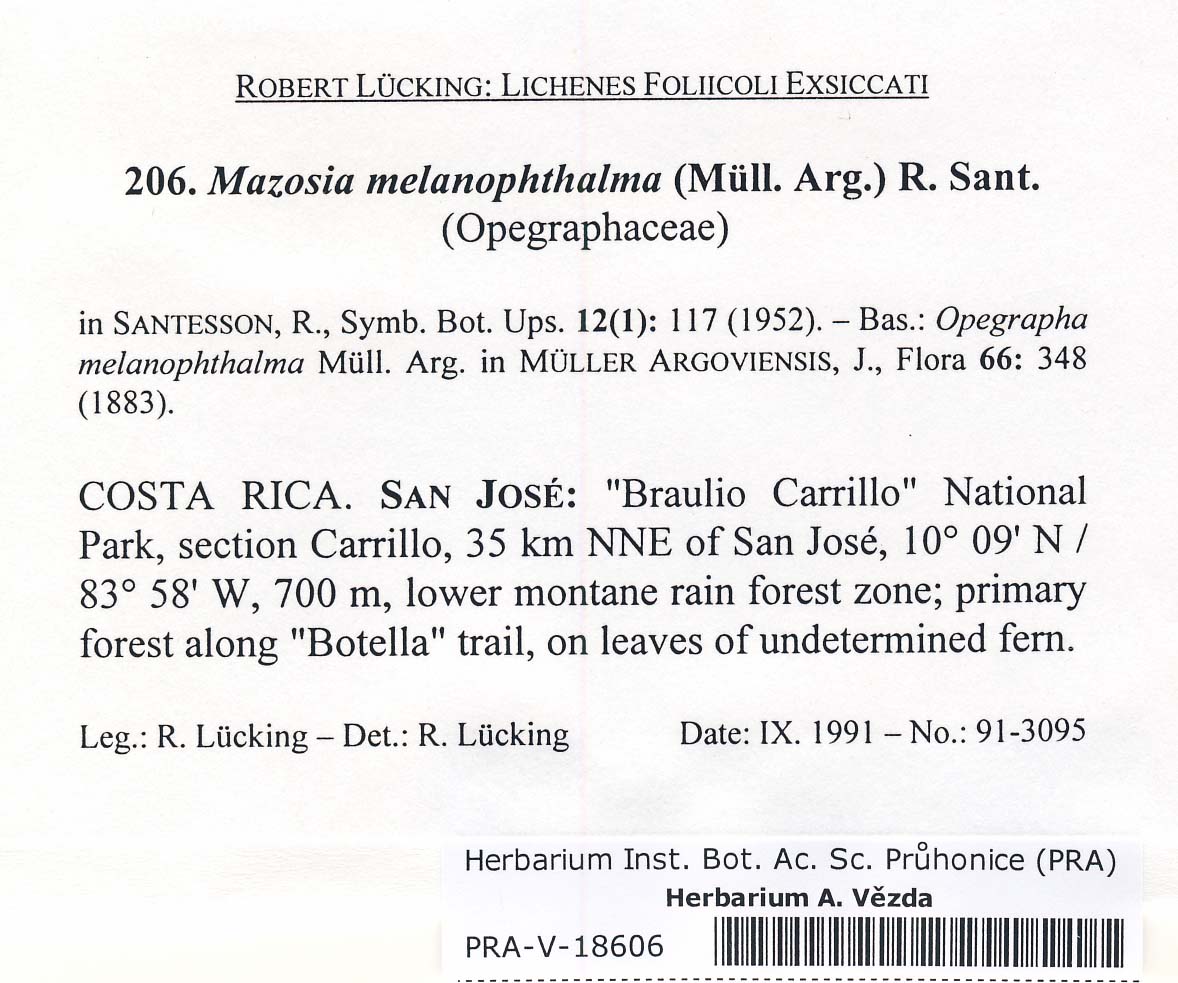 ROBERT LÜCKING: LICHENES FOLIICOLI EXSICCATI
206. Mazosia melanophthalma (Müll. Arg.) R. Sant.
(Opegraphaceae)
in SANTESSON, R., Symb. Bot. Ups. 12(1): 117 (1952). – Bas.: Opegrapha
melanophthalma Müll. Arg. in MÜLLER ARGOVIENSIS, J., Flora 66: 348
(1883).
COSTA RICA. SAN JOSÉ: "Braulio Carrillo" National
Park, section Carrillo, 35 km NNE of San José, 10° 09' N /
83° 58' W, 700 m, lower montane rain forest zone; primary
forest along "Botella" trail, on leaves of undetermined fern.
Leg.: R. Lücking – Det.: R. Lücking Date: IX. 1991 – No.: 91-3095
Herbarium Inst. Bot. Ac. Sc. Průhonice (PRA)
Herbarium A. Vězda
PRA-V-18606